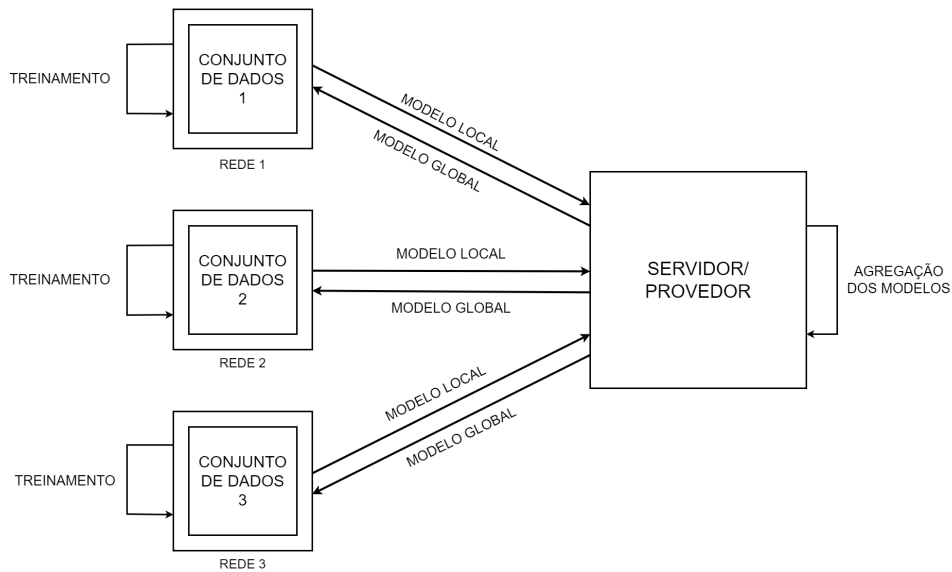 TREINAMENTO
CONJUNTO
DE DADOS
1
REDE 1
MODELO LOCAL
MODELO GLOBAL
TREINAMENTO
CONJUNTO
DE DADOS
2
REDE 2
MODELO LOCAL
MODELO GLOBAL
TREINAMENTO
CONJUNTO
DE DADOS
3
REDE 3
MODELO LOCAL
MODELO GLOBAL
SERVIDOR/
PROVEDOR
AGREGAÇÃO
DOS MODELOS